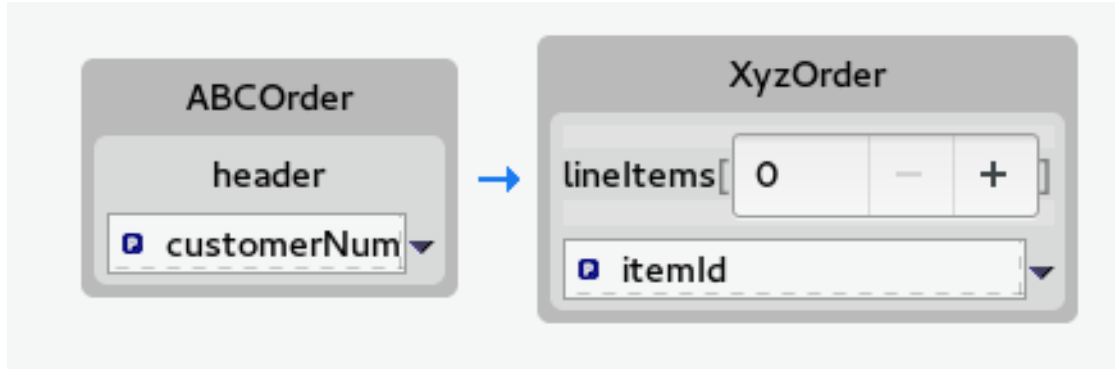 ABCOrder
header
customerNum
XyzOrder
lineItems[ 0 − + ]
itemId